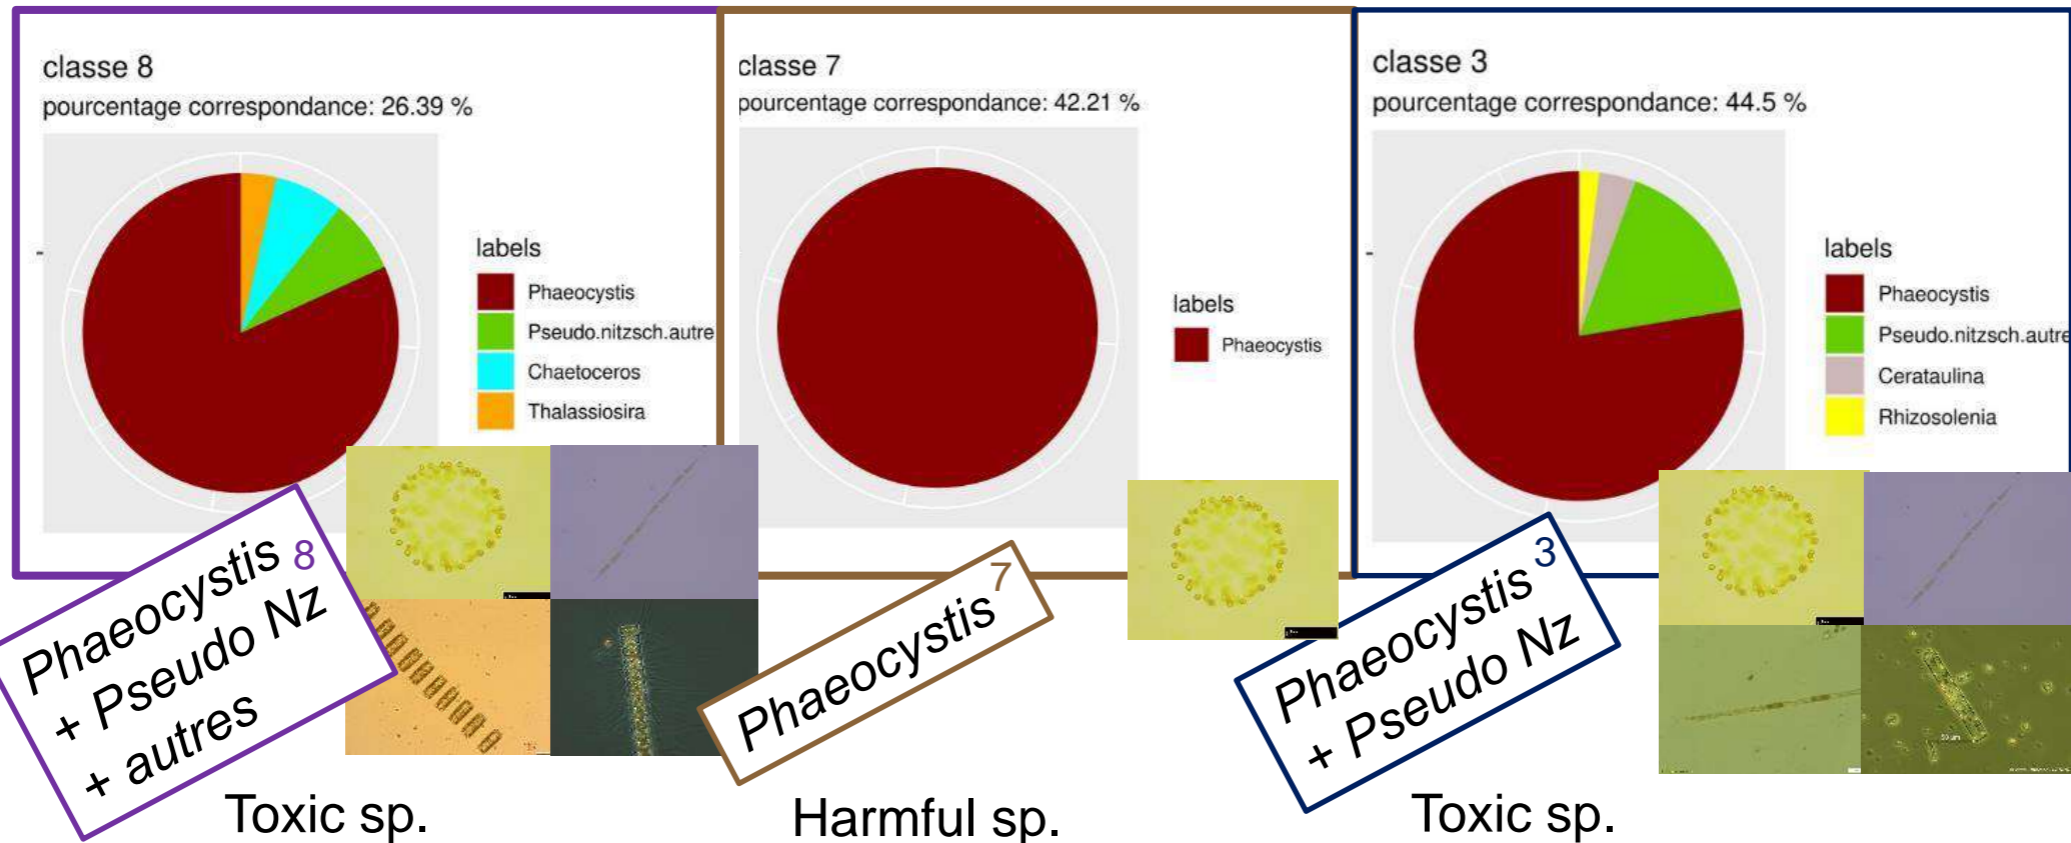 classe 8
pourcentage correspondance: 26.39 %
labels
Phaeocystis
Pseudo.nitzsch.autre
Chaetoceros
Thalassiosira
Phaeocystis 8
+ Pseudo Nz
+ autres
Toxic sp.
classe 7
pourcentage correspondance: 42.21 %
labels
Phaeocystis
Phaeocystis 7
Harmful sp.
classe 3
pourcentage correspondance: 44.5 %
labels
Phaeocystis
Pseudo.nitzsch.autre
Cerataulina
Rhizosolenia
Phaeocystis 3
+ Pseudo Nz
Toxic sp.